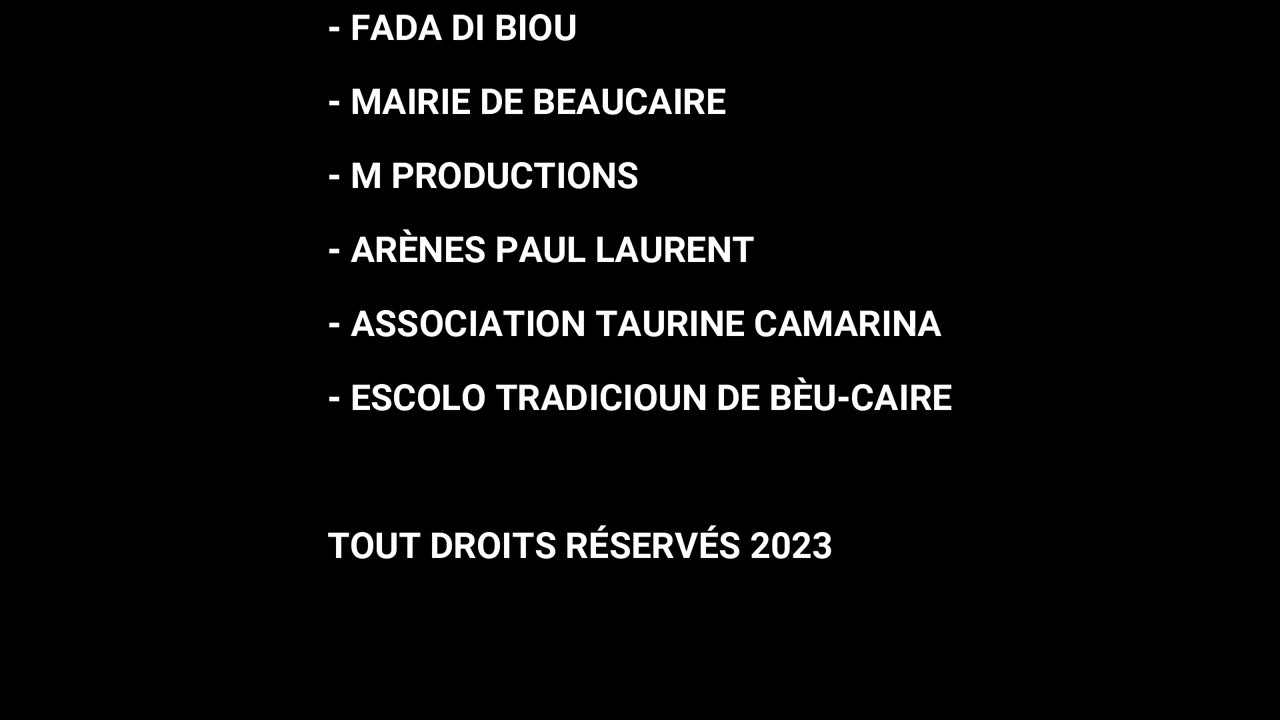 - FADA DI BIOU
- MAIRIE DE BEAUCAIRE
- M PRODUCTIONS
- ARÈNES PAUL LAURENT
- ASSOCIATION TAURINE CAMARINA
- ESCOLO TRADICIOUN DE BÈU-CAIRE
TOUT DROITS RÉSERVÉS 2023